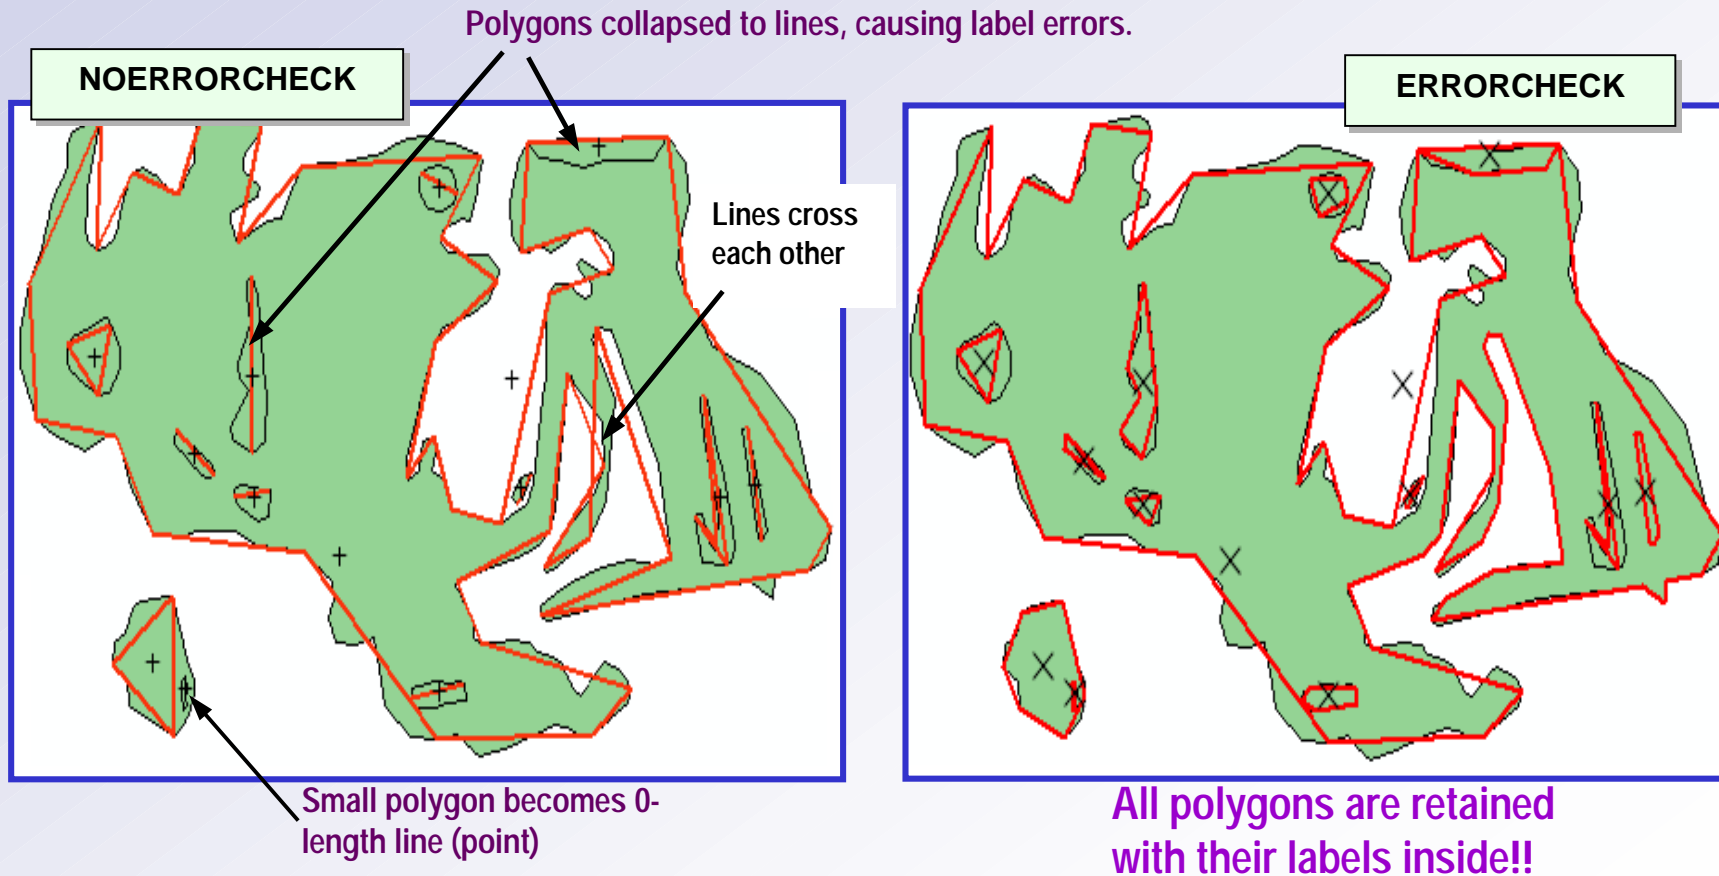 Polygons collapsed to lines, causing label errors.
NOERRORCHECK
ERRORCHECK
Lines cross
each other
Small polygon becomes 0-
length line (point)
All polygons are retained
with their labels inside!!